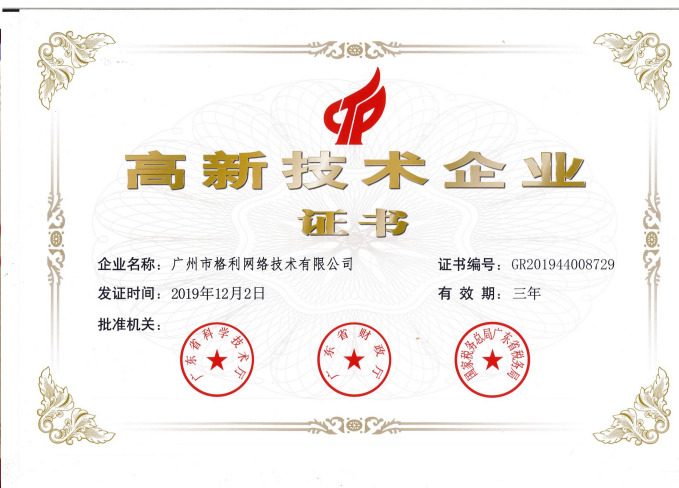 高新技术企业
证书
企业名称：广州市格利网络技术有限公司
证书编号：GR201944008729
发证时间：2019年12月2日
有效期：三年
批准机关：
广东省科学技术厅
广东省财政厅
国家税务总局广东省税务局